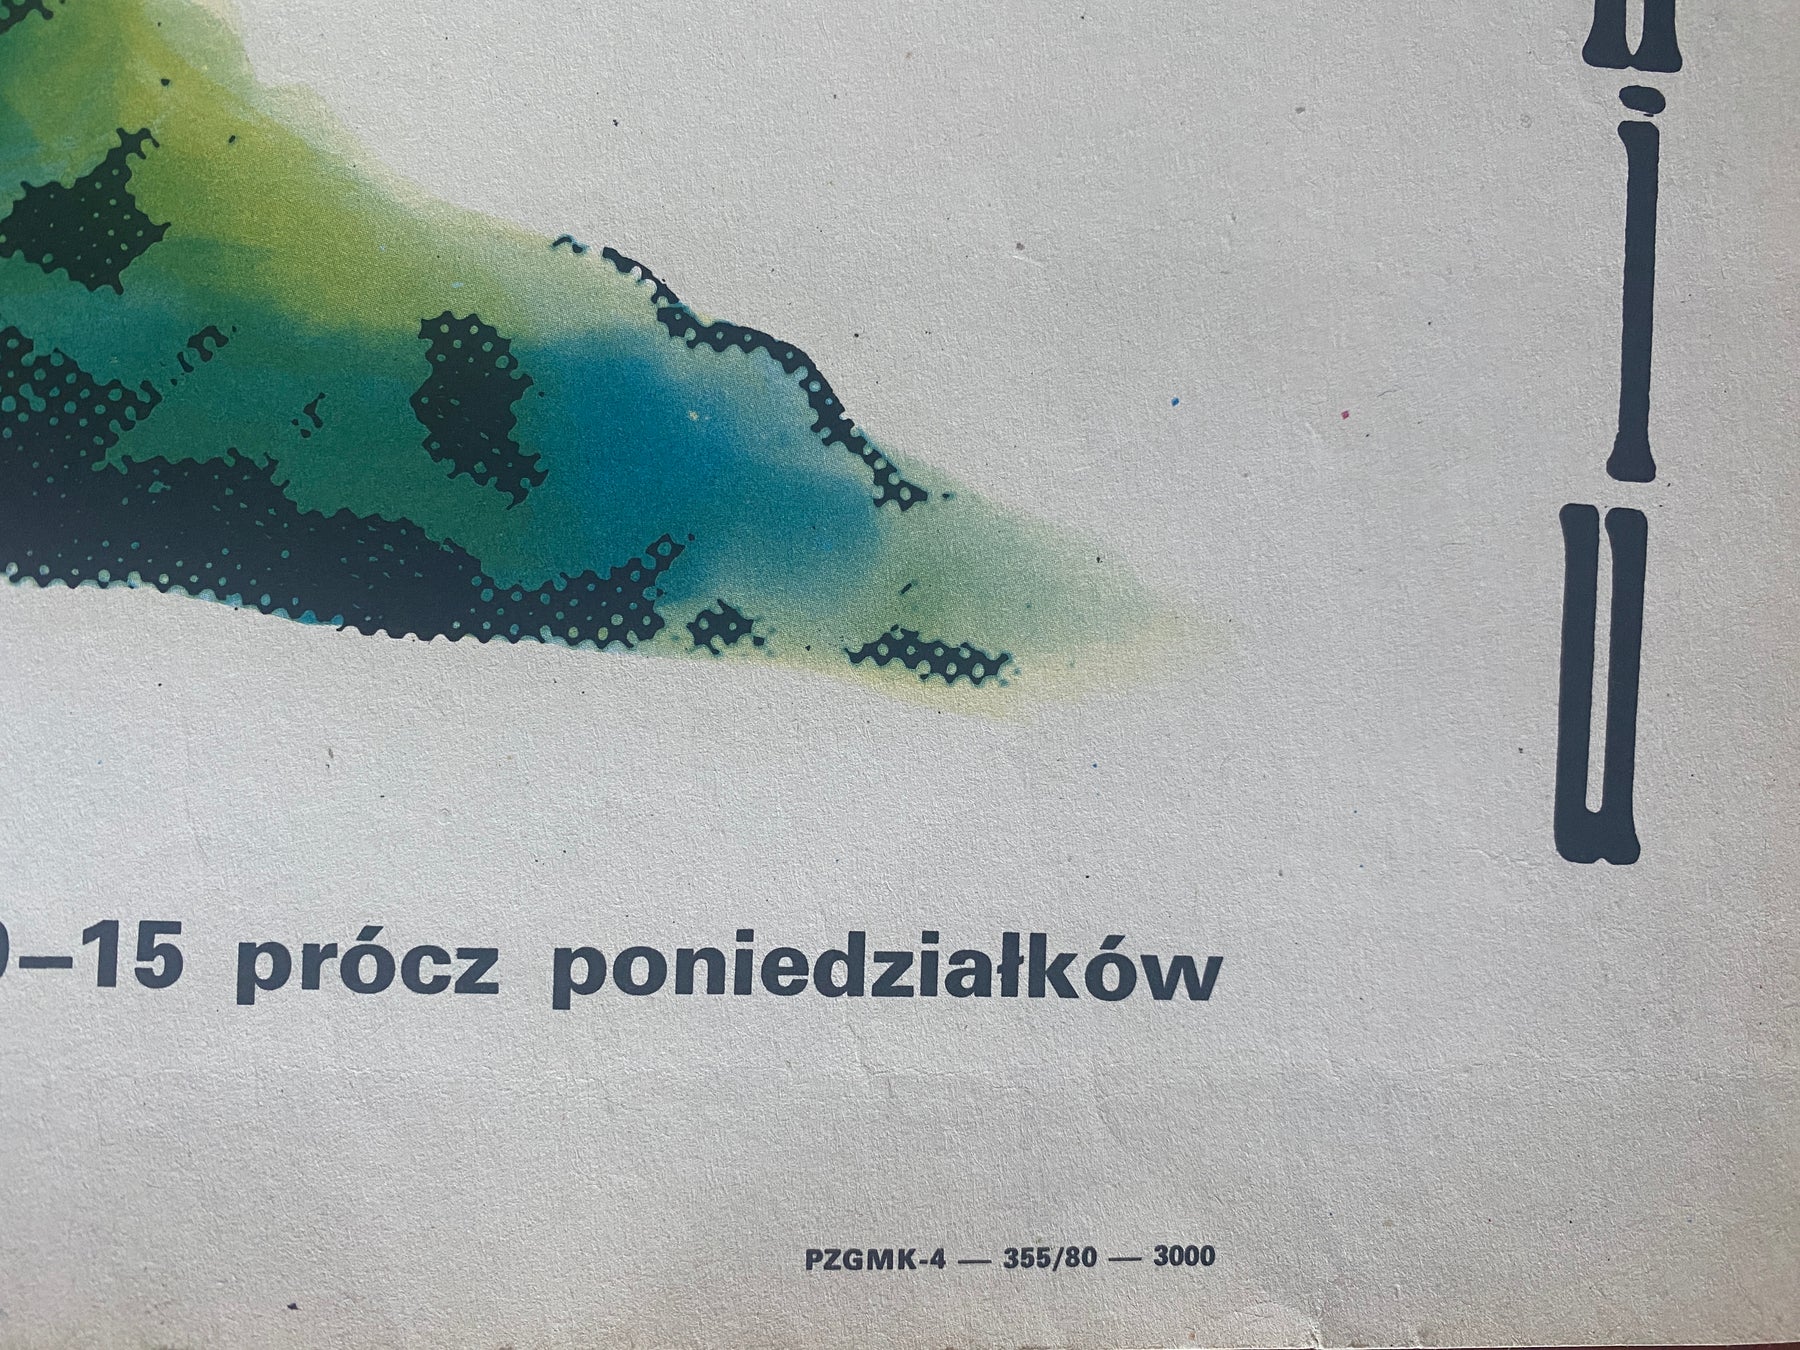 –15 prócz poniedziałków
PZGMK-4 — 355/80 — 3000